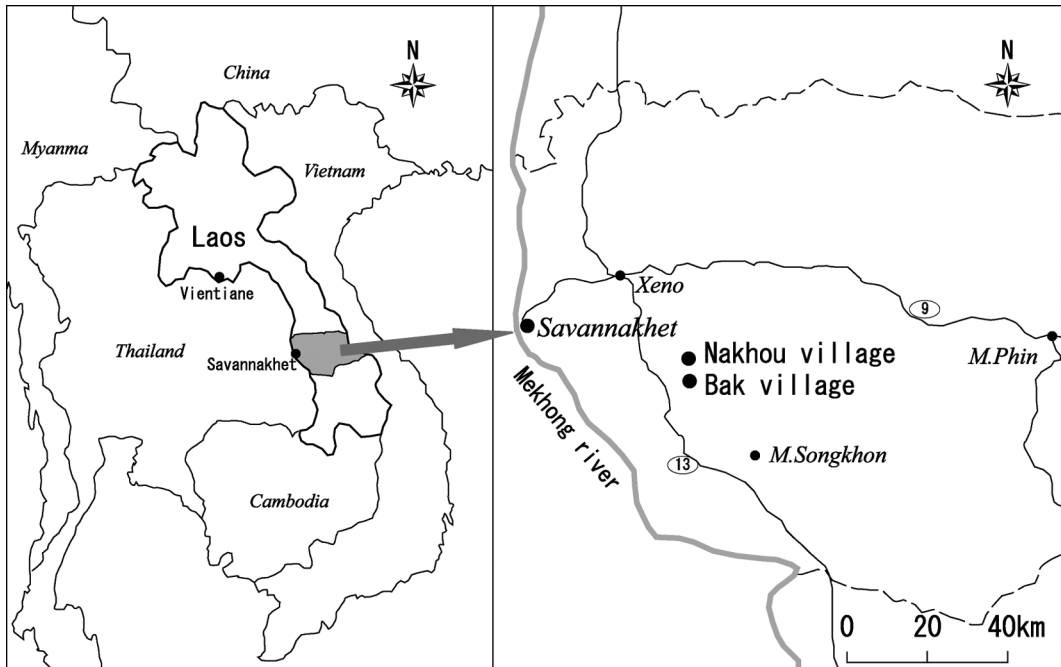 N
China
Myanma
Vietnam
Laos
Vientiane
Thailand
Savannakhet
Cambodia
N
Xeno
9
Savannakhet
M.Phin
Nakhou village
Bak village
Mekhong river
13
M.Songkhon
0 20 40km